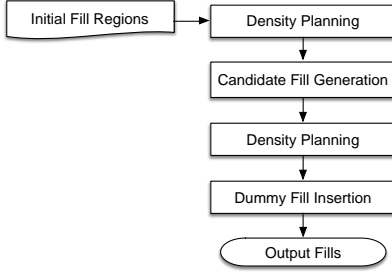 Initial Fill Regions
Density Planning
Candidate Fill Generation
Density Planning
Dummy Fill Insertion
Output Fills